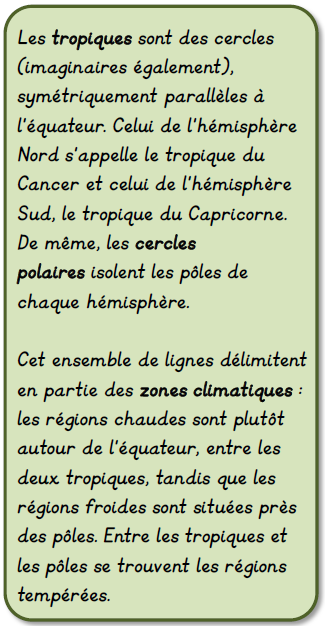 Les tropiques sont des cercles
(imaginaires également),
symétriquement parallèles à
l'équateur. Celui de l'hémisphère
Nord s'appelle le tropique du
Cancer et celui de l'hémisphère
Sud, le tropique du Capricorne.
De même, les cercles
polaires isolent les pôles de
chaque hémisphère.

Cet ensemble de lignes délimitent
en partie des zones climatiques :
les régions chaudes sont plutôt
autour de l'équateur, entre les
deux tropiques, tandis que les
régions froides sont situées près
des pôles. Entre les tropiques et
les pôles se trouvent les régions
tempérées.